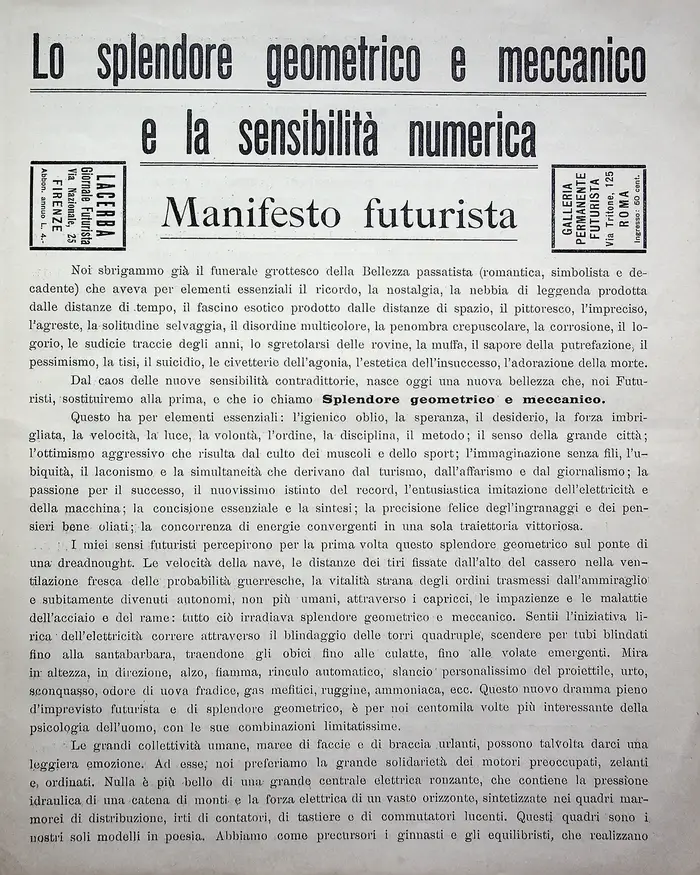 Lo splendore geometrico e meccanico
e la sensibilità numerica
LACERBA
Giornale Futurista
Via Nazionale, 25
FIRENZE
Abbon. annuo L. 4.-
Manifesto futurista
GALLERIA
PERMANENTE
FUTURISTA
Via Tritone, 125
ROMA
Ingresso: 50 cent.
Noi sbrigammo già il funerale grottesco della Bellezza passatista (romantica, simbolista e de-
cadente) che aveva per elementi essenziali il ricordo, la nostalgia, la nebbia di leggenda prodotta
dalle distanze di tempo, il fascino esotico prodotto dalle distanze di spazio, il pittoresco, l'impreciso,
l'agreste, la solitudine selvaggia, il disordine multicolore, la penombra crepuscolare, la corrosione, il lo-
gorio, le sudicie traccie degli anni, lo sgretolarsi delle rovine, la muffa, il sapore della putrefazione, il
pessimismo, la tisi, il suicidio, le civetterie dell'agonia, l'estetica dell'insuccesso, l'adorazione della morte.
Dal caos delle nuove sensibilità contradittorie, nasce oggi una nuova bellezza che, noi Futu-
risti, sostituiremo alla prima, e che io chiamo Splendore geometrico e meccanico.
Questo ha per elementi essenziali: l'igienico oblio, la speranza, il desiderio, la forza imbri-
gliata, la velocità, la luce, la volontà, l'ordine, la disciplina, il metodo; il senso della grande città;
l'ottimismo aggressivo che risulta dal culto dei muscoli e dello sport; l'immaginazione senza fili, l'u-
biquità, il laconismo e la simultaneità che derivano dal turismo, dall'affarismo e dal giornalismo; la
passione per il successo, il nuovissimo istinto del record, l'entusiastica imitazione dell'elettricità e
della macchina; la concisione essenziale e la sintesi; la precisione felice degl'ingranaggi e dei pen-
sieri bene oliati; la concorrenza di energie convergenti in una sola traiettoria vittoriosa.
I miei sensi futuristi percepirono per la prima volta questo splendore geometrico sul ponte di
una dreadnought. Le velocità della nave, le distanze dei tiri fissate dall'alto del cassero nella ven-
tilazione fresca delle probabilità guerresche, la vitalità strana degli ordini trasmessi dall'ammiraglio
e subitamente divenuti autonomi, non più umani, attraverso i capricci, le impazienze e le malattie
dell'acciaio e del rame: tutto ciò irradiava splendore geometrico e meccanico. Sentii l'iniziativa li-
rica dell'elettricità correre attraverso il blindaggio delle torri quadruple, scendere per tubi blindati
fino alla santabarbara, traendone gli obici fino alle culatte, fino alle volate emergenti. Mira
in altezza, in direzione, alzo, fiamma, rinculo automatico, slancio personalissimo del proiettile, urto,
sconquasso, odore di uova fradice, gas mefitici, ruggine, ammoniaca, ecc. Questo nuovo dramma pieno
d'imprevisto futurista e di splendore geometrico, è per noi centomila volte più interessante della
psicologia dell'uomo, con le sue combinazioni limitatissime.
Le grandi collettività umane, maree di faccie e di braccia urlanti, possono talvolta darci una
leggiera emozione. Ad esse, noi preferiamo la grande solidarietà dei motori preoccupati, zelanti
e ordinati. Nulla è più bello di una grande centrale elettrica ronzante, che contiene la pressione
idraulica di una catena di monti e la forza elettrica di un vasto orizzonte, sintetizzate nei quadri mar-
morei di distribuzione, irti di contatori, di tastiere e di commutatori lucenti. Questi quadri sono i
nostri soli modelli in poesia. Abbiamo come precursori i ginnasti e gli equilibristi, che realizzano